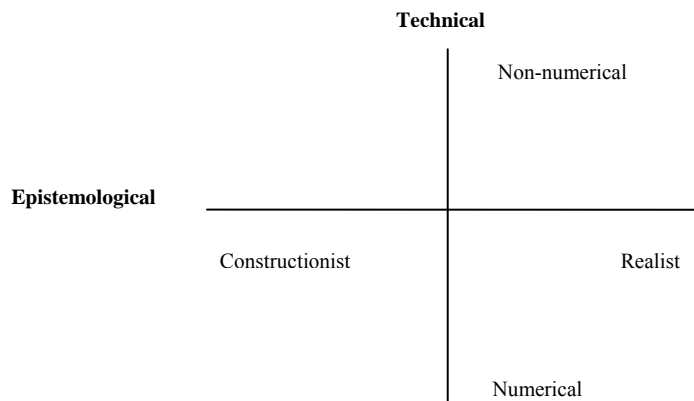 Technical
Non-numerical
Epistemological
Constructionist
Realist
Numerical